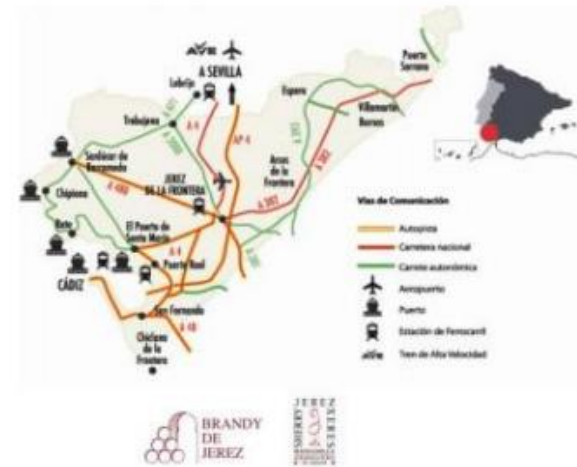 AVE
A SEVILLA
Puerto
Serrano
Lebrija
Espera
Villamartín
Bornos
Trebujena
A-4
AP-4
A 382
Sanlúcar de
Barrameda
JEREZ
DE LA FRONTERA
Arcos
de la
Frontera
Chipiona
A 480
A 382
Rota
El Puerto de
Santa María
A-4
Puerto Real
CÁDIZ
San Fernando
A 48
Chiclana
de la
Frontera
Vías de Comunicación
Autopista
Carretera nacional
Carrete autonómica
Aeropuerto
Puerto
Estación de Ferrocarril
Tren de Alta Velocidad
BRANDY
DE
JEREZ
JEREZ
XERES
SHERRY